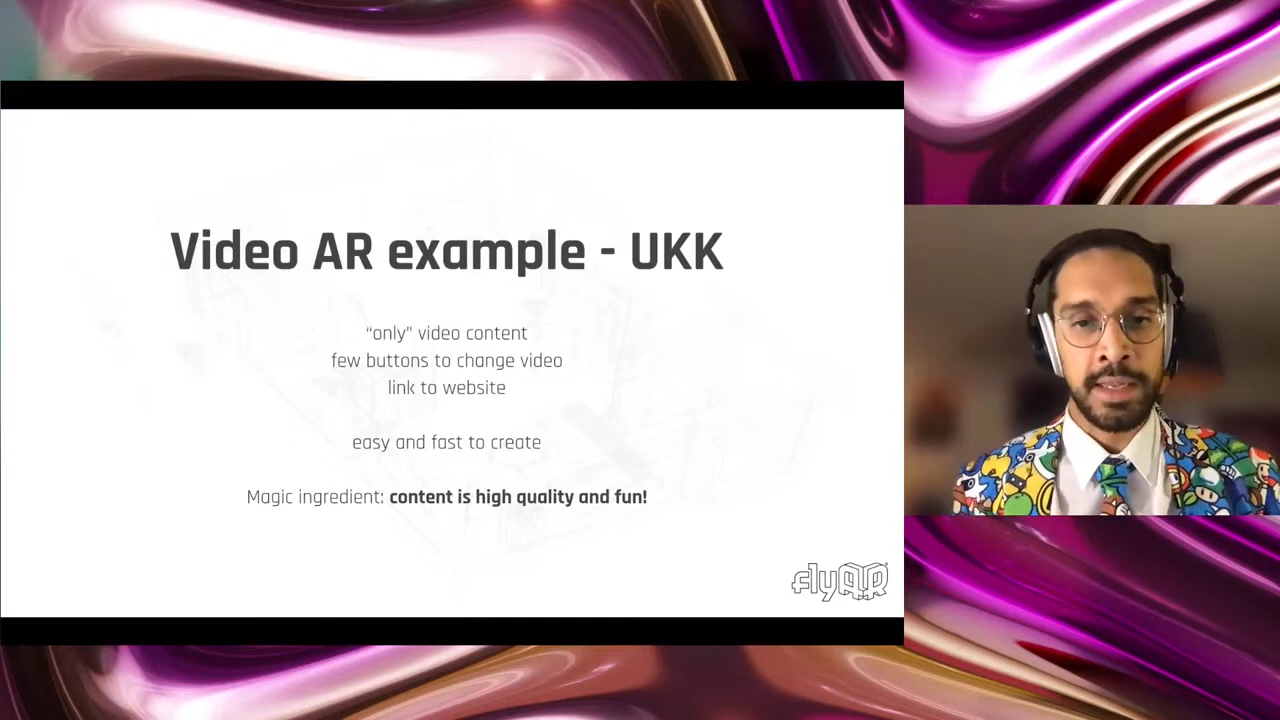 Video AR example - UKK
“only” video content
few buttons to change video
link to website
easy and fast to create
Magic ingredient: content is high quality and fun!
flyAR